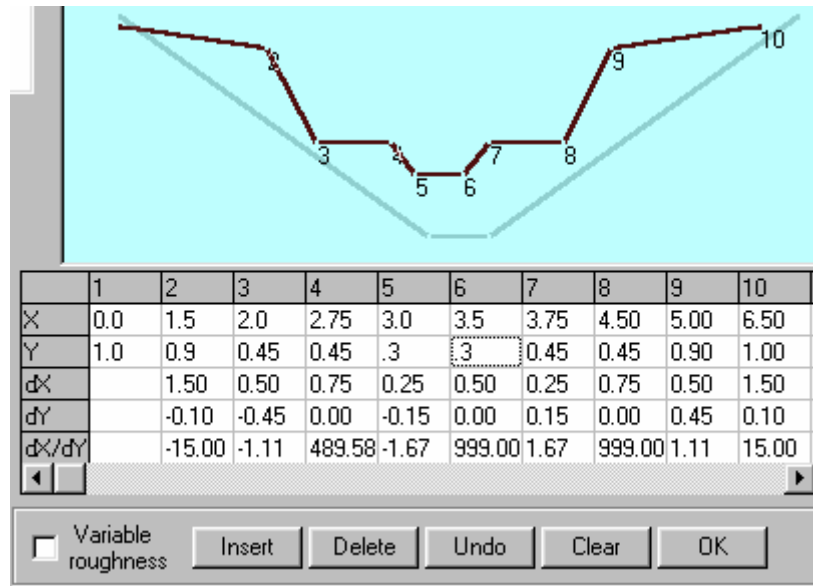 2
9
10
3
4
7
8
5
6
1 2 3 4 5 6 7 8 9 10
X 0.0 1.5 2.0 2.75 3.0 3.5 3.75 4.50 5.00 6.50
Y 1.0 0.9 0.45 0.45 .3 .3 0.45 0.45 0.90 1.00
dX 1.50 0.50 0.75 0.25 0.50 0.25 0.75 0.50 1.50
dY -0.10 -0.45 0.00 -0.15 0.00 0.15 0.00 0.45 0.10
dX/dY -15.00 -1.11 489.58 -1.67 999.00 1.67 999.00 1.11 15.00
Variable
roughness
Insert Delete Undo Clear OK